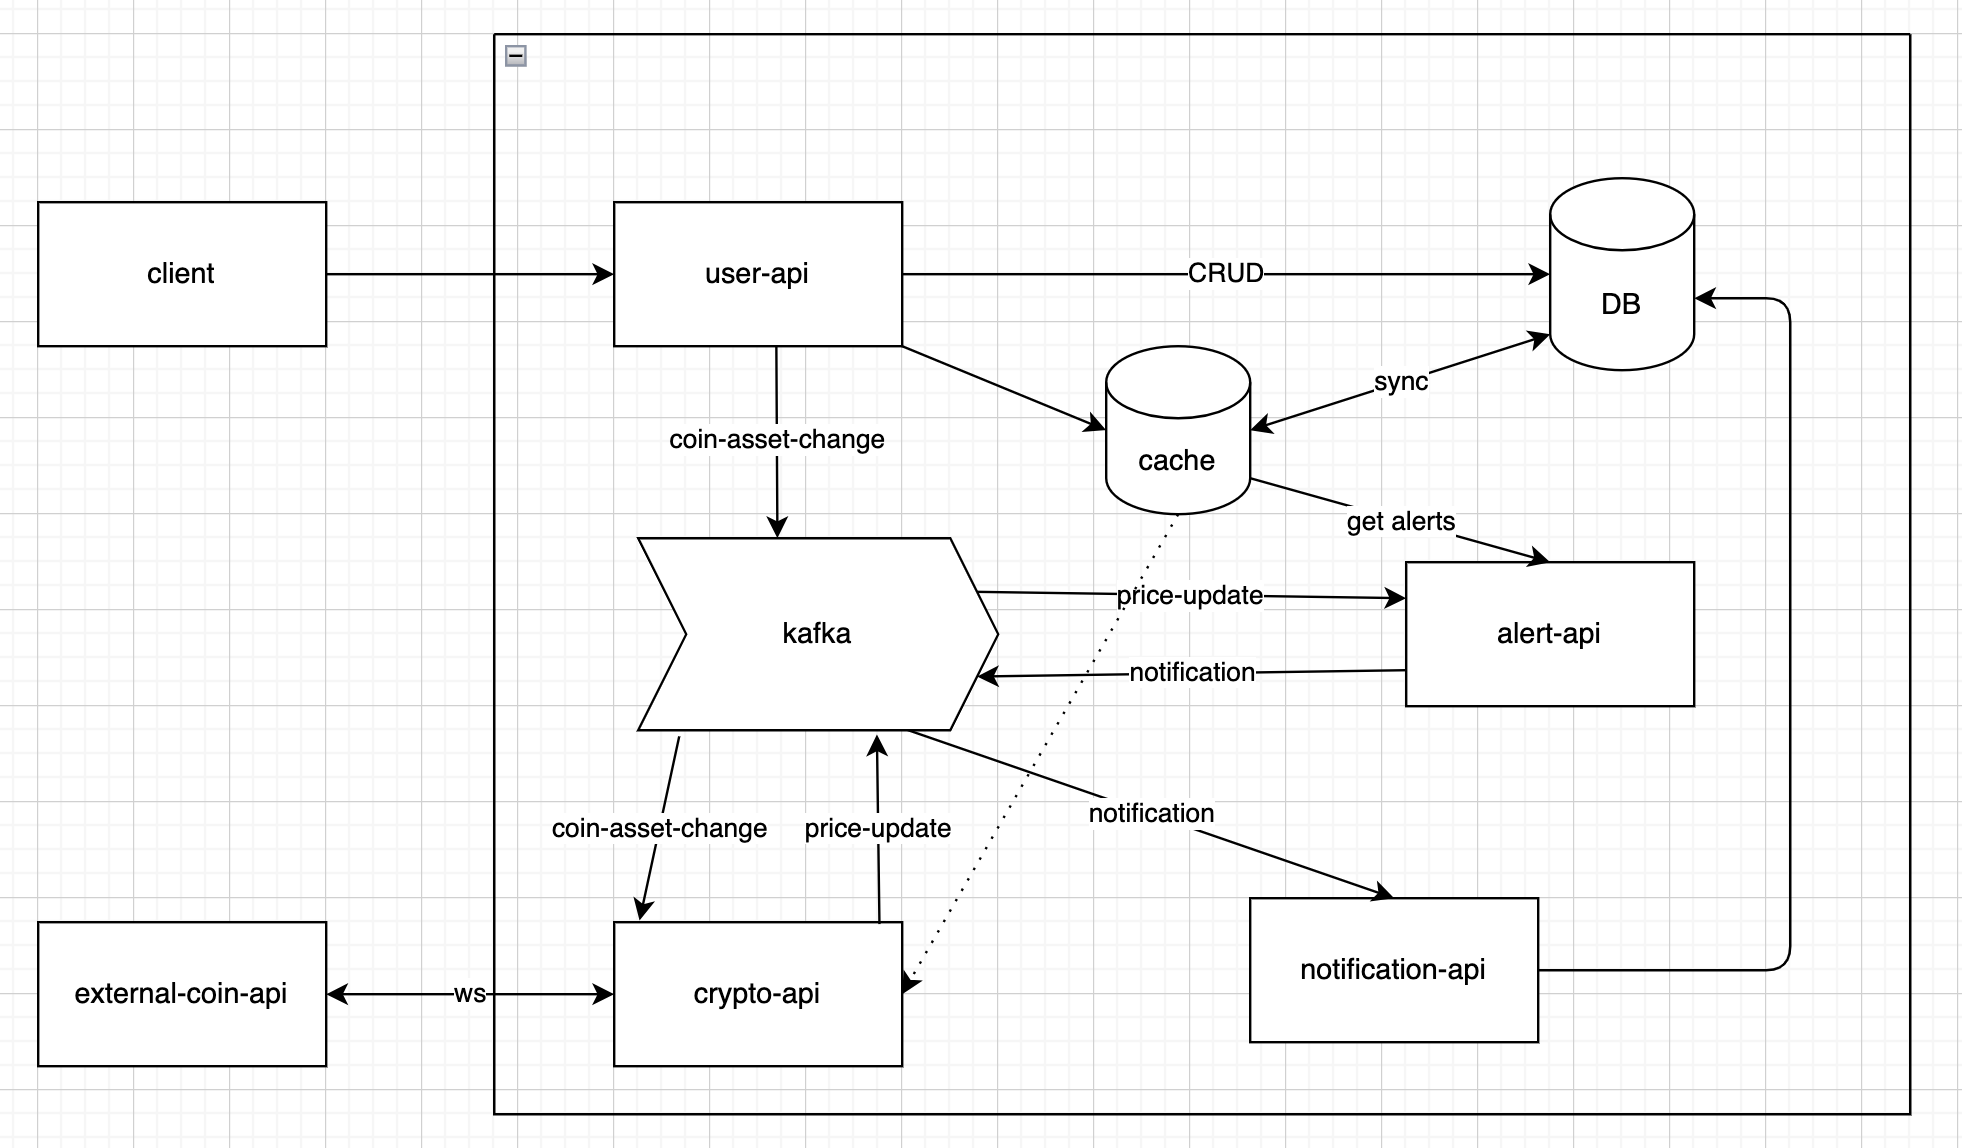 client
user-api
CRUD
DB
sync
coin-asset-change
cache
get alerts
price-update
kafka
alert-api
notification
coin-asset-change
price-update
notification
external-coin-api
ws
crypto-api
notification-api